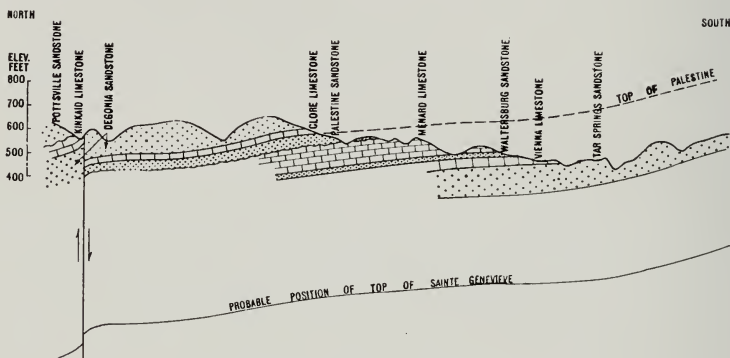 NORTH
SOUTH
ELEV.
FEET
800
700
600
500
400
POTTSVILLE SANDSTONE
KINKAID LIMESTONE
DEGONIA SANDSTONE
CLORE LIMESTONE
PALESTINE SANDSTONE
MENARD LIMESTONE
WALTERSBURG SANDSTONE.
VIENNA LIMESTONE
TAR SPRINGS SANDSTONE
TOP OF PALESTINE
PROBABLE POSITION OF TOP OF SAINTE GENEVIEVE